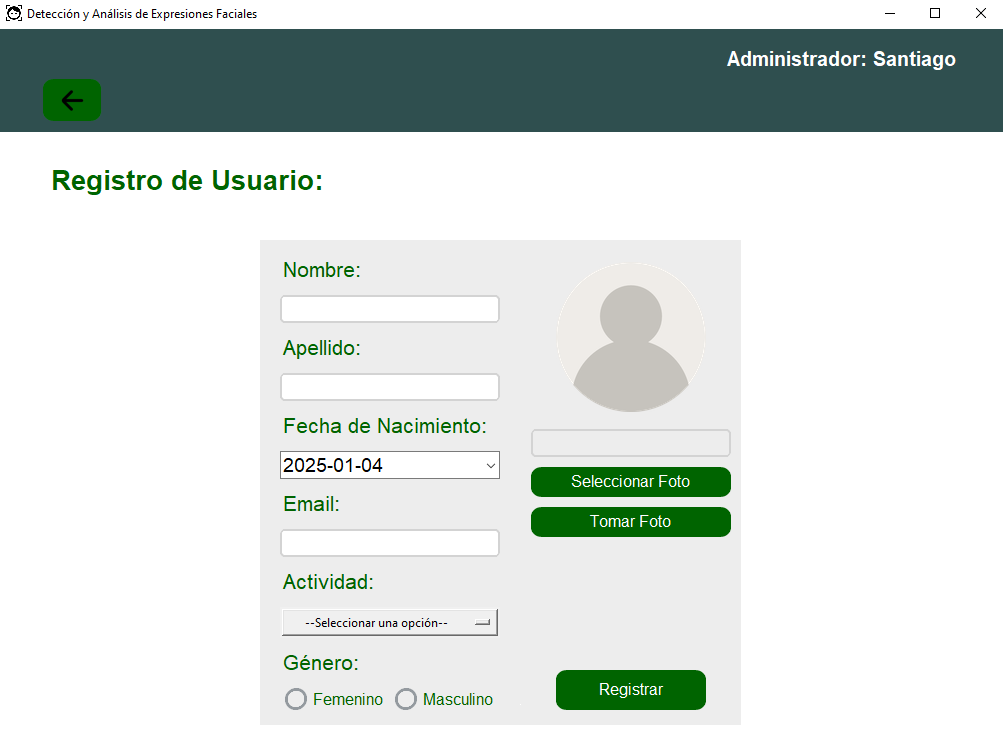 Detección y Análisis de Expresiones Faciales
Administrador: Santiago
Registro de Usuario:
Nombre:
Apellido:
Fecha de Nacimiento:
2025-01-04
Email:
Actividad:
--Seleccionar una opción--
Género:
Femenino
Masculino
Seleccionar Foto
Tomar Foto
Registrar